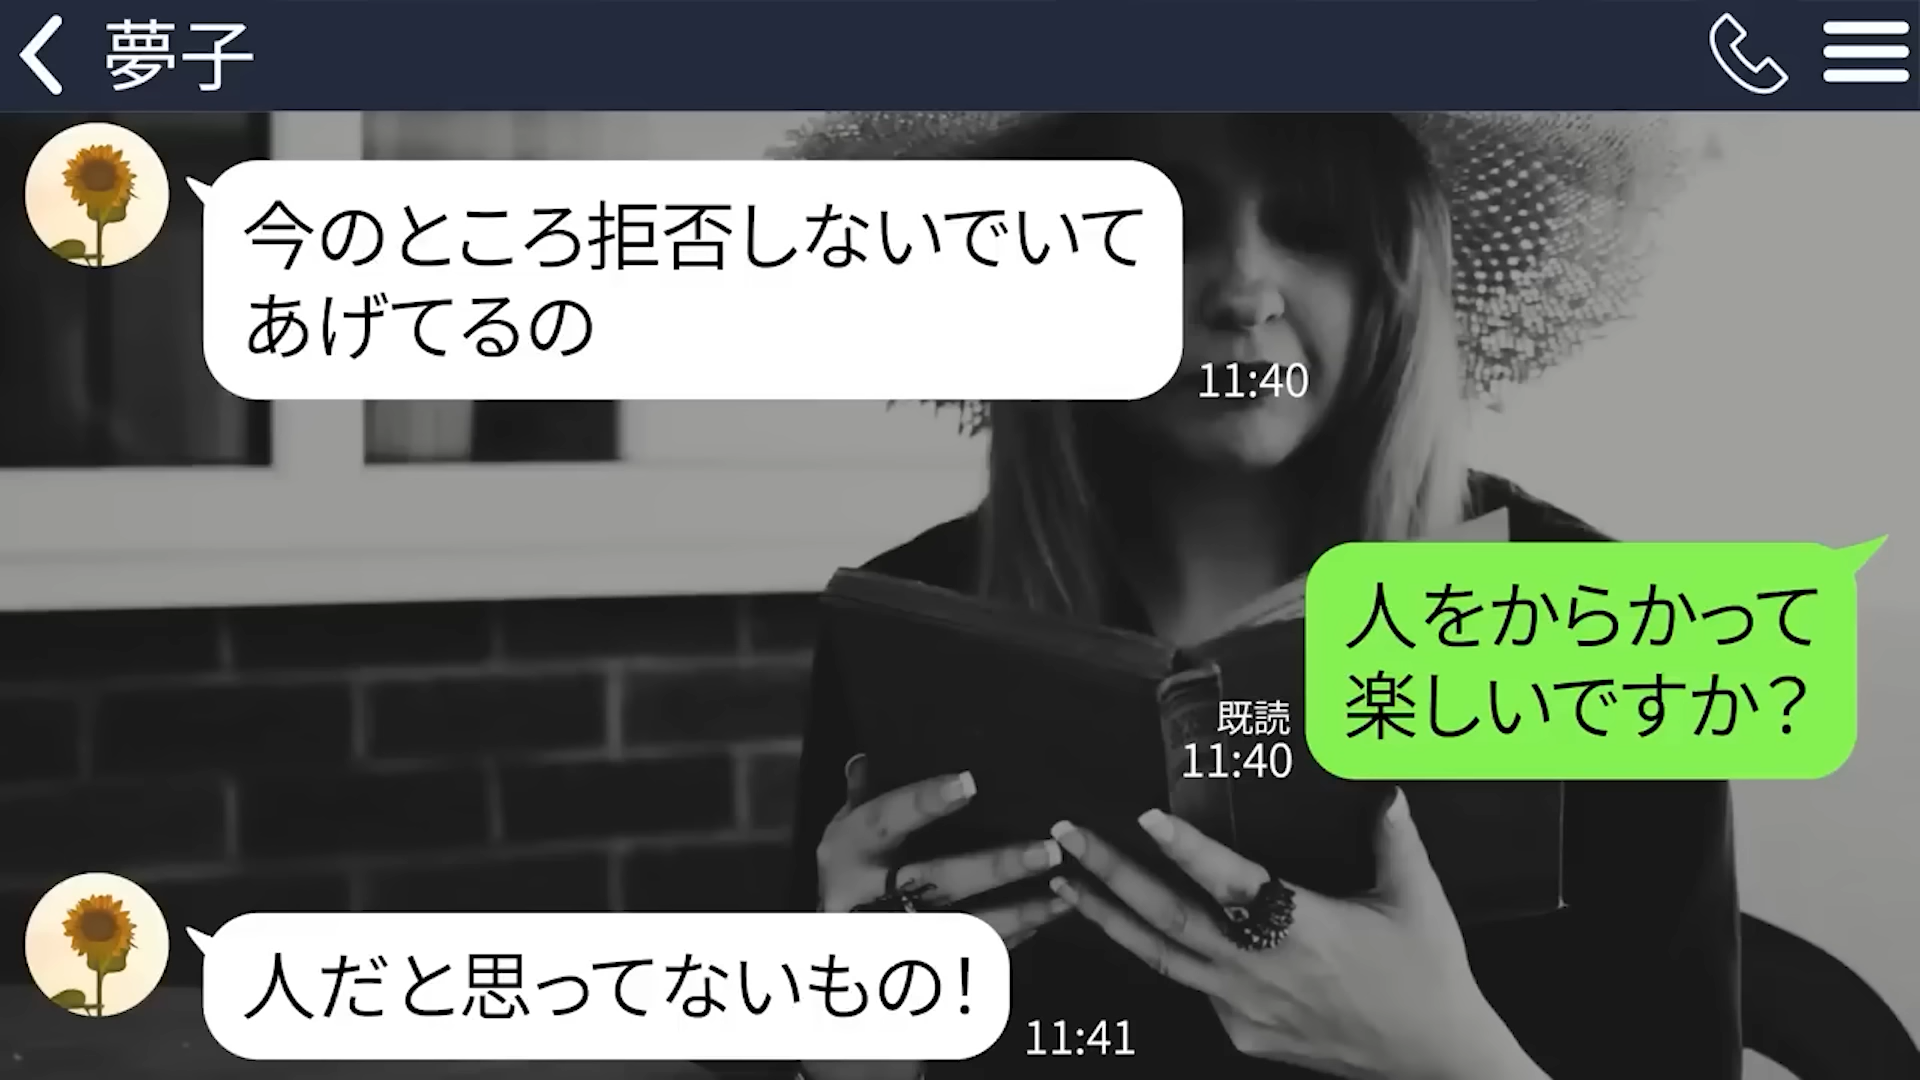 夢子
今のところ拒否しないでいて
あげてるの
11:40
人をからかって
楽しいですか？
既読
11:40
人だと思ってないもの！
11:41